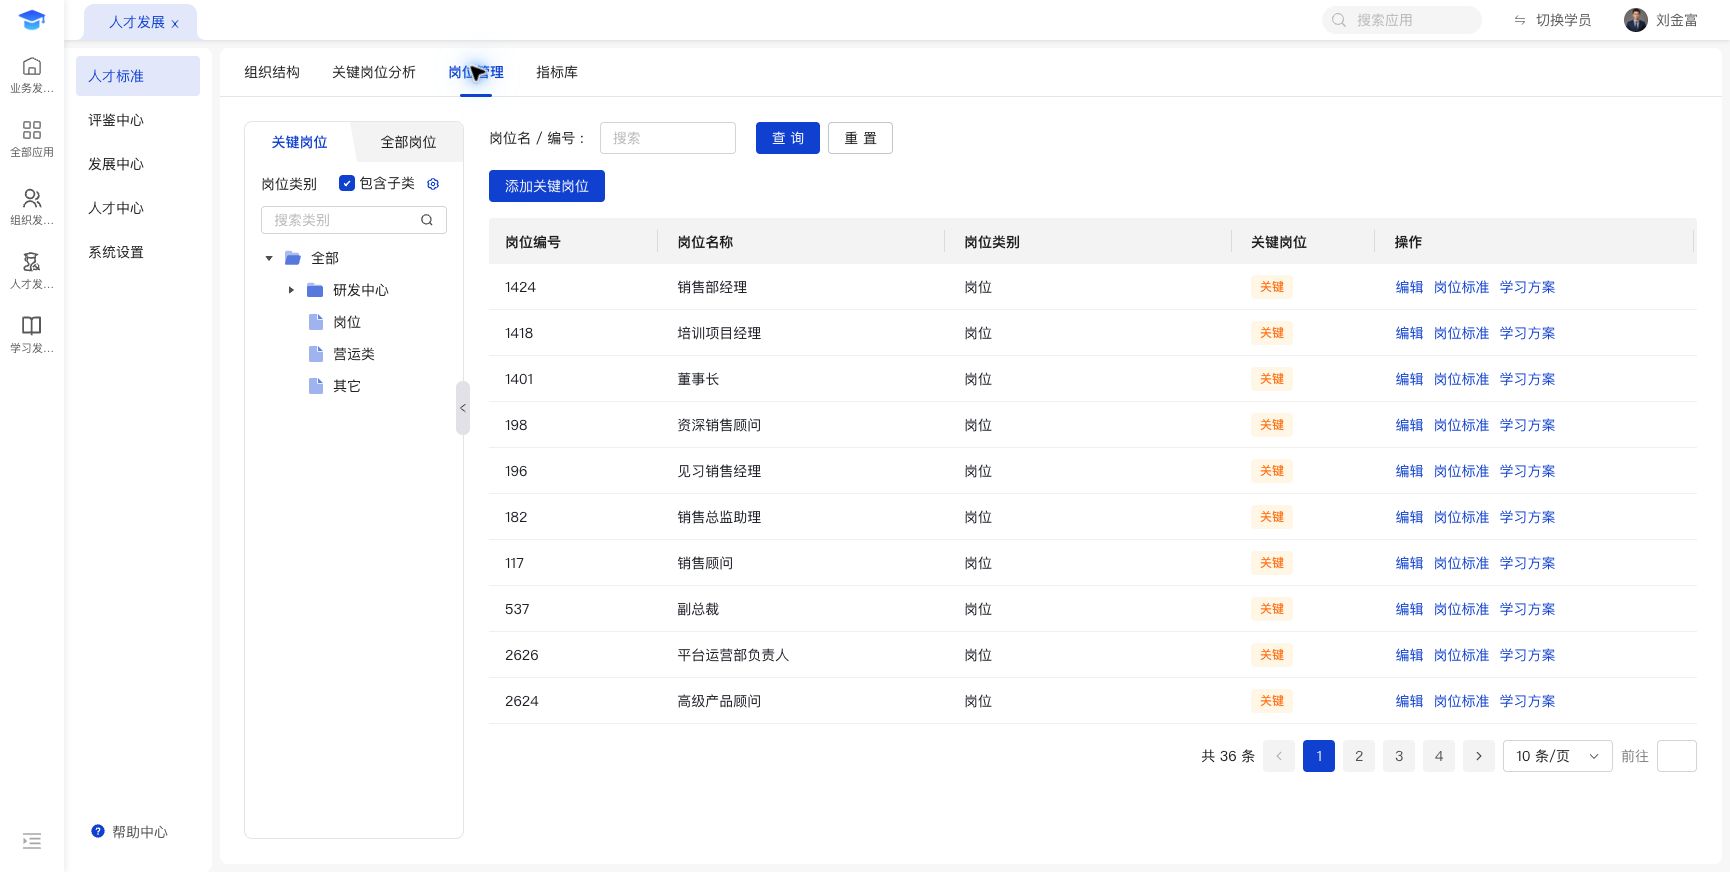 人才发展 x
搜索应用
切换学员
刘金富
业务发...
全部应用
组织发...
人才发...
学习发...
人才标准
评鉴中心
发展中心
人才中心
系统设置
帮助中心
组织结构 关键岗位分析 岗位管理 指标库
关键岗位 全部岗位
岗位类别 包含子类
搜索类别
全部
研发中心
岗位
营运类
其它
<
岗位名 / 编号 : 搜索 查 询 重 置
添加关键岗位
岗位编号 岗位名称 岗位类别 关键岗位 操作
1424 销售部经理 岗位 关键 编辑 岗位标准 学习方案
1418 培训项目经理 岗位 关键 编辑 岗位标准 学习方案
1401 董事长 岗位 关键 编辑 岗位标准 学习方案
198 资深销售顾问 岗位 关键 编辑 岗位标准 学习方案
196 见习销售经理 岗位 关键 编辑 岗位标准 学习方案
182 销售总监助理 岗位 关键 编辑 岗位标准 学习方案
117 销售顾问 岗位 关键 编辑 岗位标准 学习方案
537 副总裁 岗位 关键 编辑 岗位标准 学习方案
2626 平台运营部负责人 岗位 关键 编辑 岗位标准 学习方案
2624 高级产品顾问 岗位 关键 编辑 岗位标准 学习方案
共 36 条 < 1 2 3 4 > 10 条/页 前往